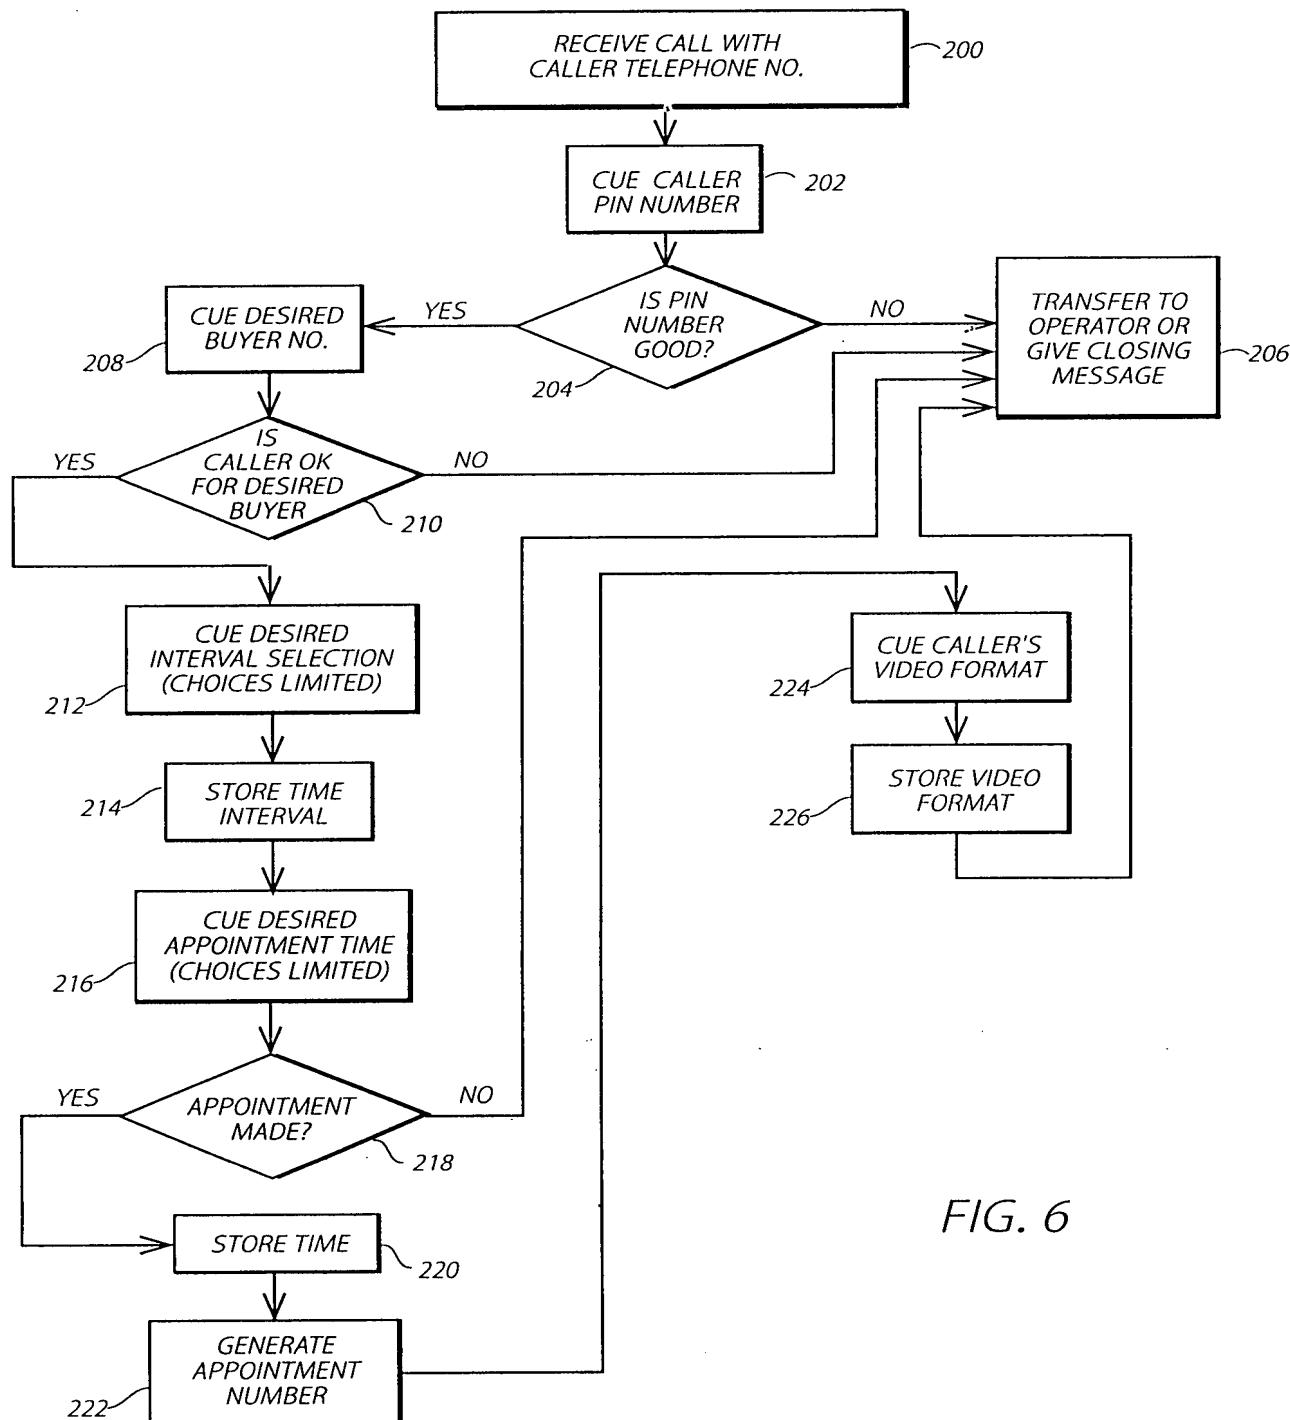 RECEIVE CALL WITH
CALLER TELEPHONE NO.
200
CUE CALLER
PIN NUMBER
202
IS PIN
NUMBER
GOOD?
204
YES
NO
TRANSFER TO
OPERATOR OR
GIVE CLOSING
MESSAGE
206
CUE DESIRED
BUYER NO.
208
IS
CALLER OK
FOR DESIRED
BUYER
210
YES
NO
CUE DESIRED
INTERVAL SELECTION
(CHOICES LIMITED)
212
STORE TIME
INTERVAL
214
CUE DESIRED
APPOINTMENT TIME
(CHOICES LIMITED)
216
APPOINTMENT
MADE?
218
YES
NO
STORE TIME
220
GENERATE
APPOINTMENT
NUMBER
222
CUE CALLER'S
VIDEO FORMAT
224
STORE VIDEO
FORMAT
226
FIG. 6